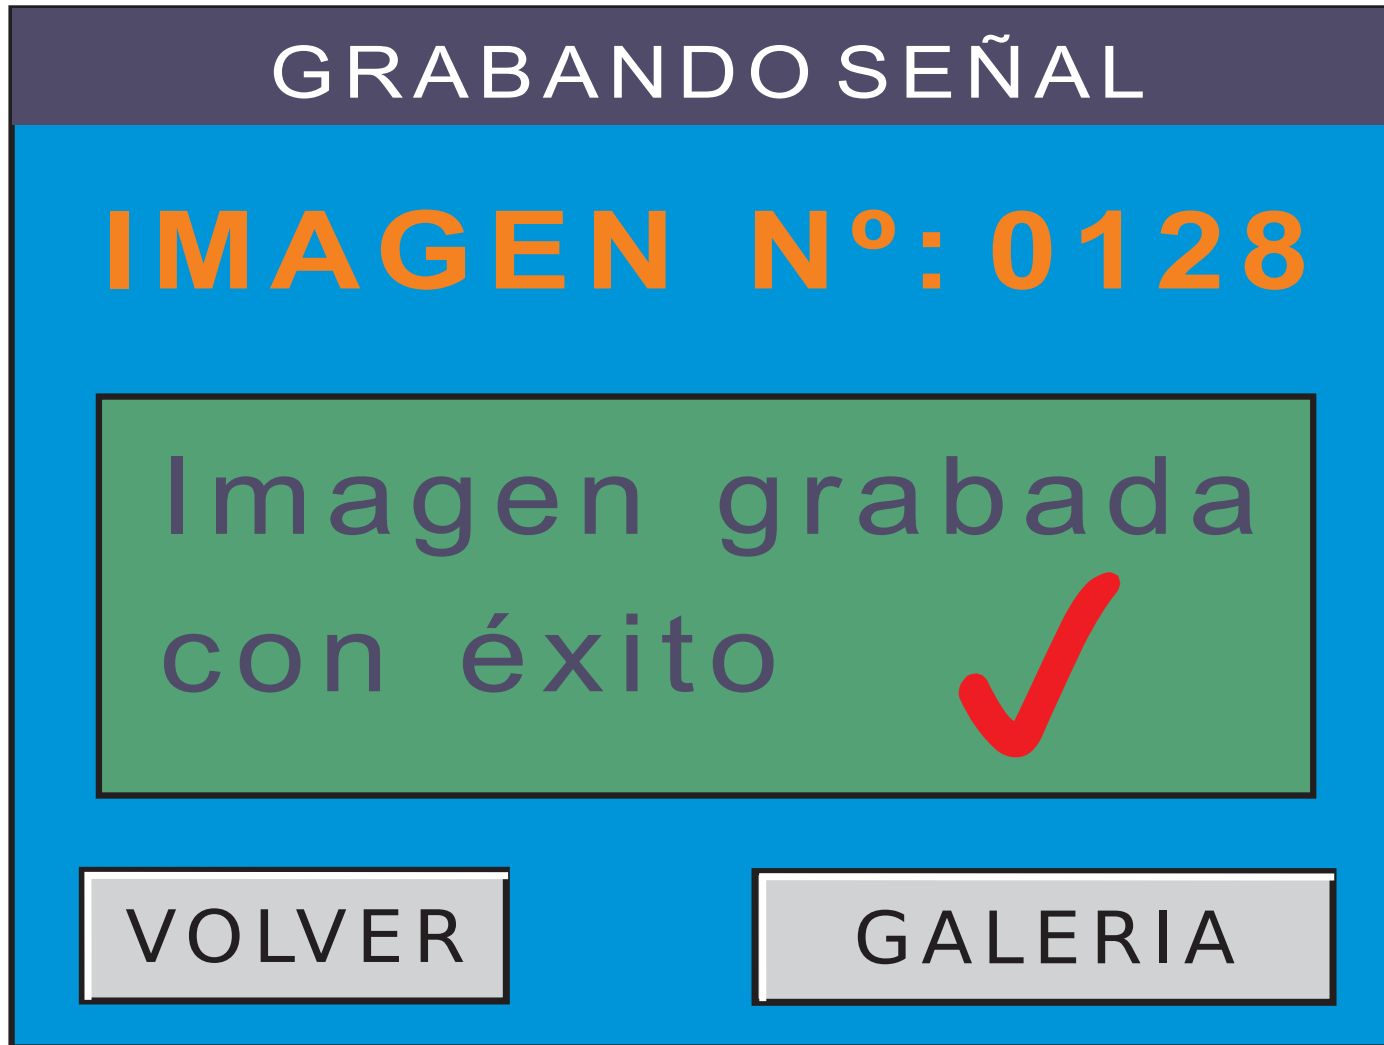 GRABANDO SEÑAL
IMAGEN Nº: 0128
Imagen grabada
con éxito
VOLVER
GALERIA